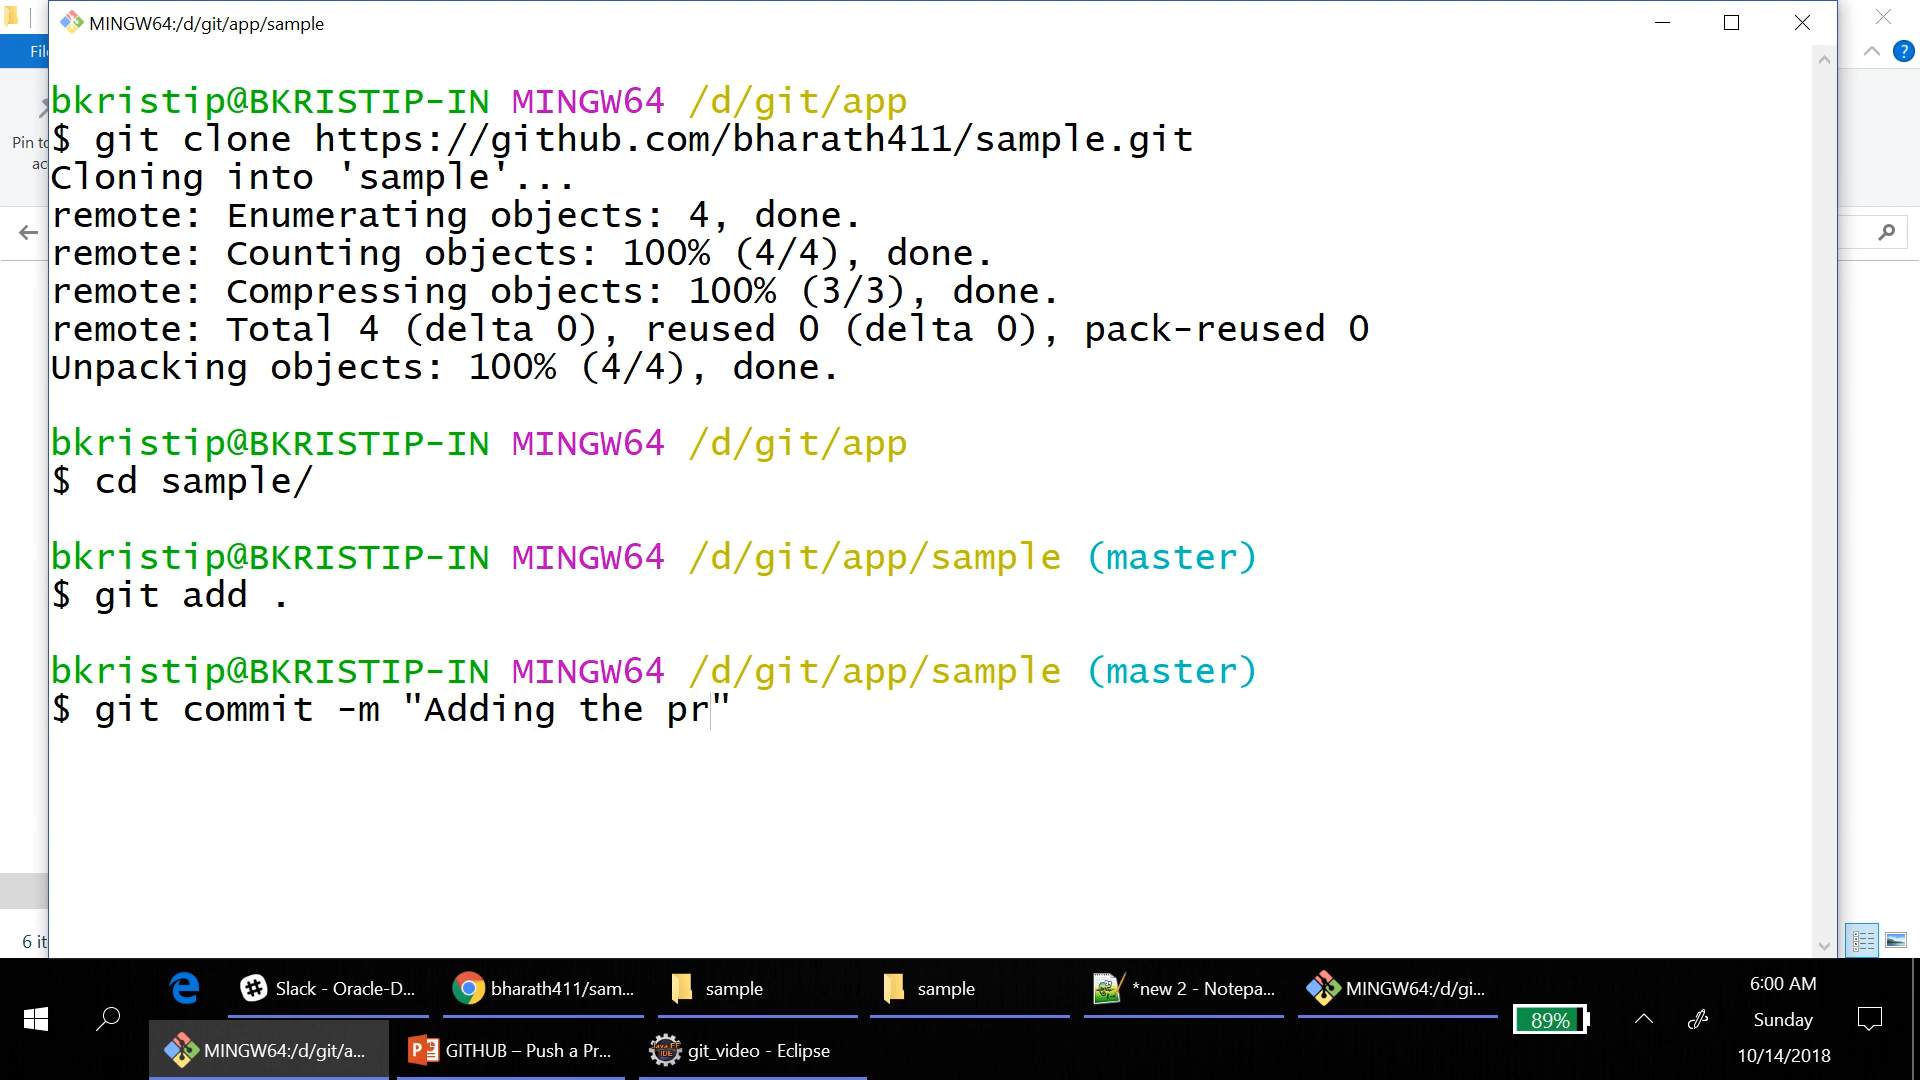 MINGW64:/d/git/app/sample
bkristip@BKRISTIP-IN MINGW64 /d/git/app
$ git clone https://github.com/bharath411/sample.git
Cloning into 'sample'...
remote: Enumerating objects: 4, done.
remote: Counting objects: 100% (4/4), done.
remote: Compressing objects: 100% (3/3), done.
remote: Total 4 (delta 0), reused 0 (delta 0), pack-reused 0
Unpacking objects: 100% (4/4), done.
bkristip@BKRISTIP-IN MINGW64 /d/git/app
$ cd sample/
bkristip@BKRISTIP-IN MINGW64 /d/git/app/sample (master)
$ git add .
bkristip@BKRISTIP-IN MINGW64 /d/git/app/sample (master)
$ git commit -m "Adding the pr"
Fil
?
Pin to
ac
6 it
Slack - Oracle-D...
bharath411/sam...
sample
sample
*new 2 - Notepa...
MINGW64:/d/gi...
MINGW64:/d/git/a...
GITHUB – Push a Pr...
git_video - Eclipse
89%
6:00 AM
Sunday
10/14/2018